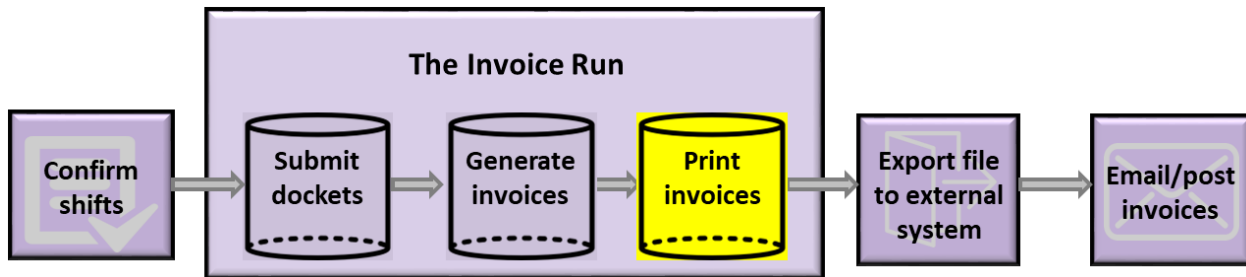 The Invoice Run
Confirm
shifts
Submit
dockets
Generate
invoices
Print
invoices
Export file
to external
system
Email/post
invoices